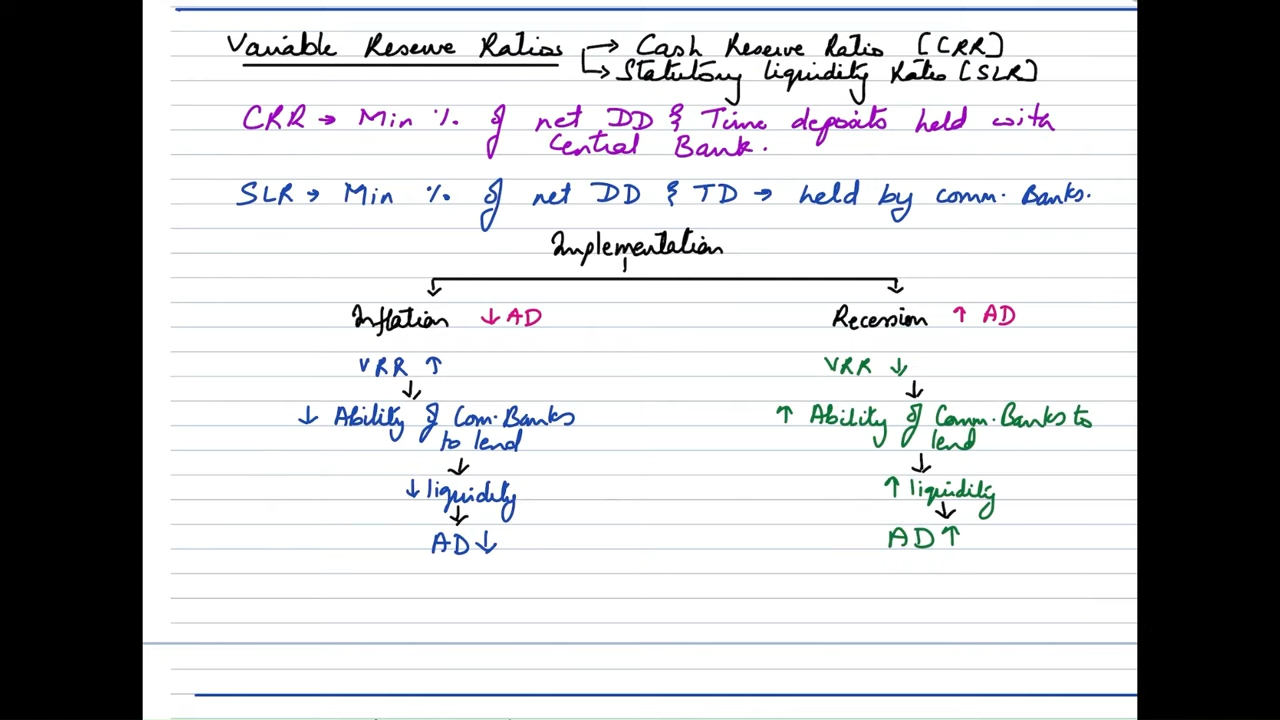 Variable Reserve Ratios → Cash Reserve Ratio [CRR]
→ Statutory liquidity Ratio [SLR]
CRR → Min % of net DD & Time deposits held with
Central Bank.
SLR → Min % of net DD & TD → held by comm. Banks.
Implementation
Inflation ↓ AD
Recession ↑ AD
VRR ↑
VRR ↓
↓ Ability of Com. Banks
to lend
↑ Ability of Comm. Banks to
lend
↓ liquidity
↑ liquidity
AD ↓
AD ↑